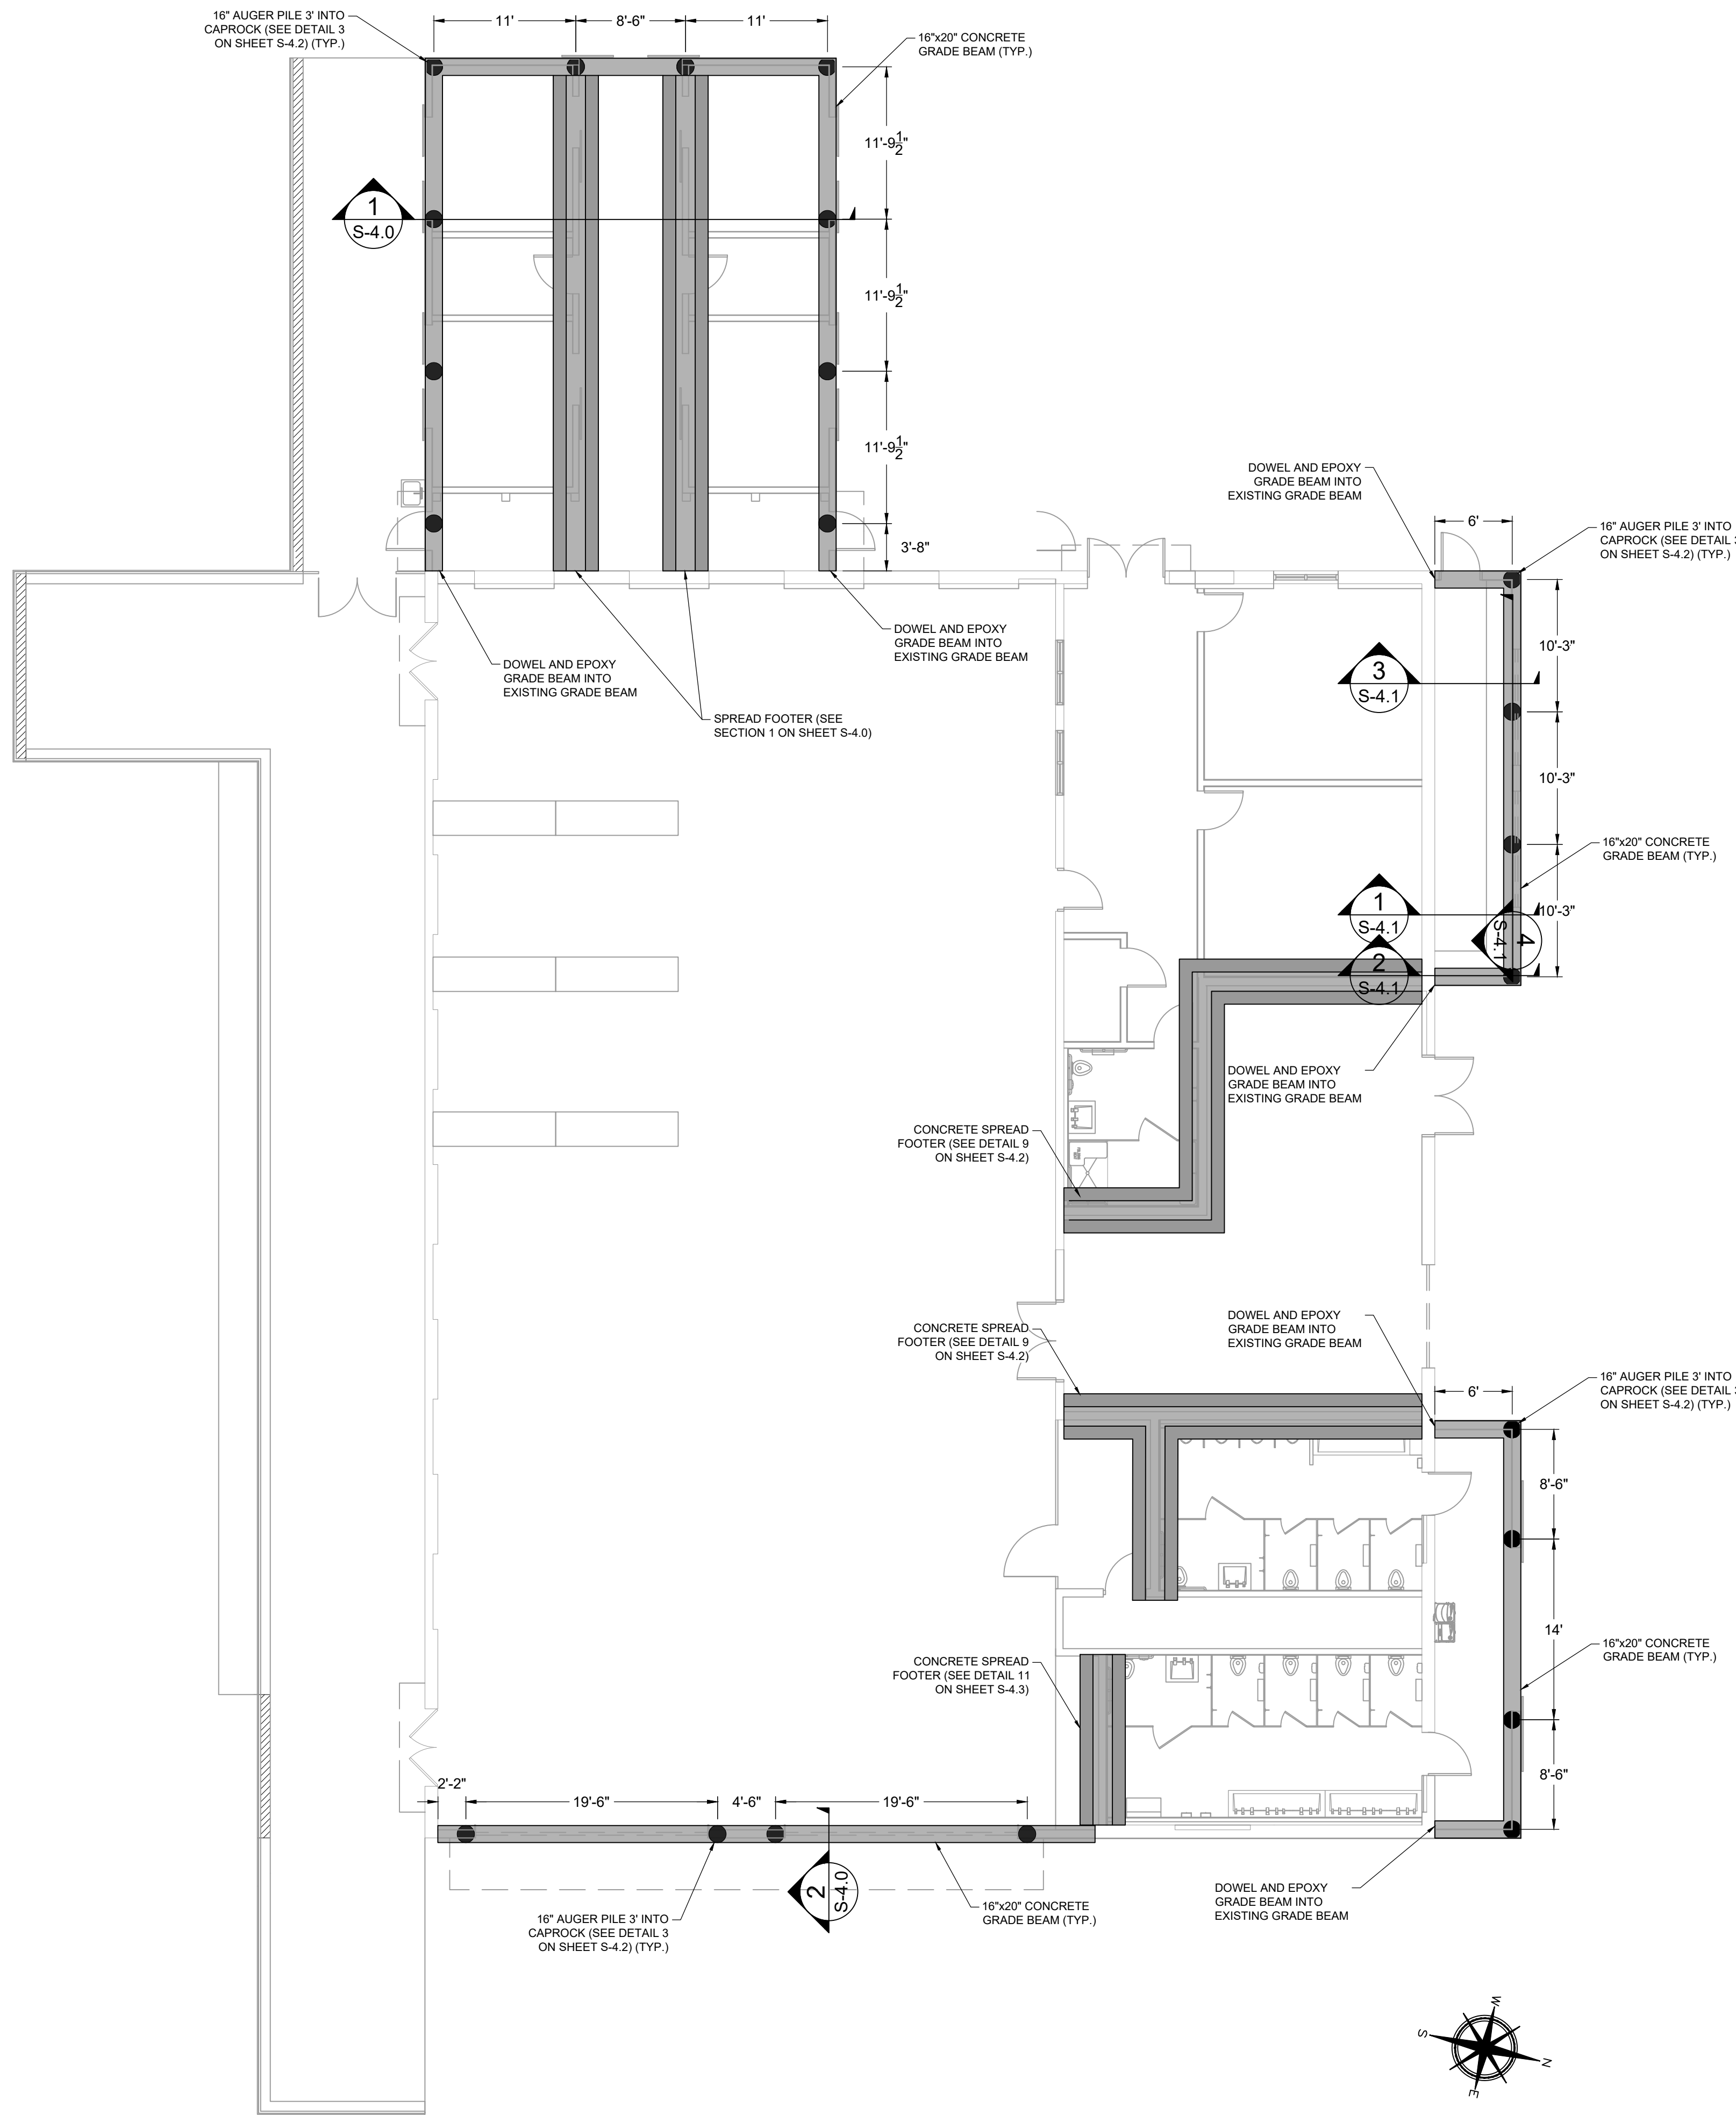 16" AUGER PILE 3' INTO
CAPROCK (SEE DETAIL 3
ON SHEET S-4.2) (TYP.)
11'
8'-6"
11'
16"x20" CONCRETE
GRADE BEAM (TYP.)
11'-9 1/2"
1
S-4.0
11'-9 1/2"
11'-9 1/2"
3'-8"
DOWEL AND EPOXY
GRADE BEAM INTO
EXISTING GRADE BEAM
6'
16" AUGER PILE 3' INTO
CAPROCK (SEE DETAIL 3
ON SHEET S-4.2) (TYP.)
DOWEL AND EPOXY
GRADE BEAM INTO
EXISTING GRADE BEAM
DOWEL AND EPOXY
GRADE BEAM INTO
EXISTING GRADE BEAM
SPREAD FOOTER (SEE
SECTION 1 ON SHEET S-4.0)
10'-3"
3
S-4.1
10'-3"
16"x20" CONCRETE
GRADE BEAM (TYP.)
1
S-4.1
10'-3"
4
S-4.1
2
S-4.1
DOWEL AND EPOXY
GRADE BEAM INTO
EXISTING GRADE BEAM
CONCRETE SPREAD
FOOTER (SEE DETAIL 9
ON SHEET S-4.2)
CONCRETE SPREAD
FOOTER (SEE DETAIL 9
ON SHEET S-4.2)
DOWEL AND EPOXY
GRADE BEAM INTO
EXISTING GRADE BEAM
6'
16" AUGER PILE 3' INTO
CAPROCK (SEE DETAIL 3
ON SHEET S-4.2) (TYP.)
8'-6"
14'
16"x20" CONCRETE
GRADE BEAM (TYP.)
CONCRETE SPREAD
FOOTER (SEE DETAIL 11
ON SHEET S-4.3)
8'-6"
2'-2"
19'-6"
4'-6"
19'-6"
2
S-4.0
16" AUGER PILE 3' INTO
CAPROCK (SEE DETAIL 3
ON SHEET S-4.2) (TYP.)
16"x20" CONCRETE
GRADE BEAM (TYP.)
DOWEL AND EPOXY
GRADE BEAM INTO
EXISTING GRADE BEAM
W
S
N
E